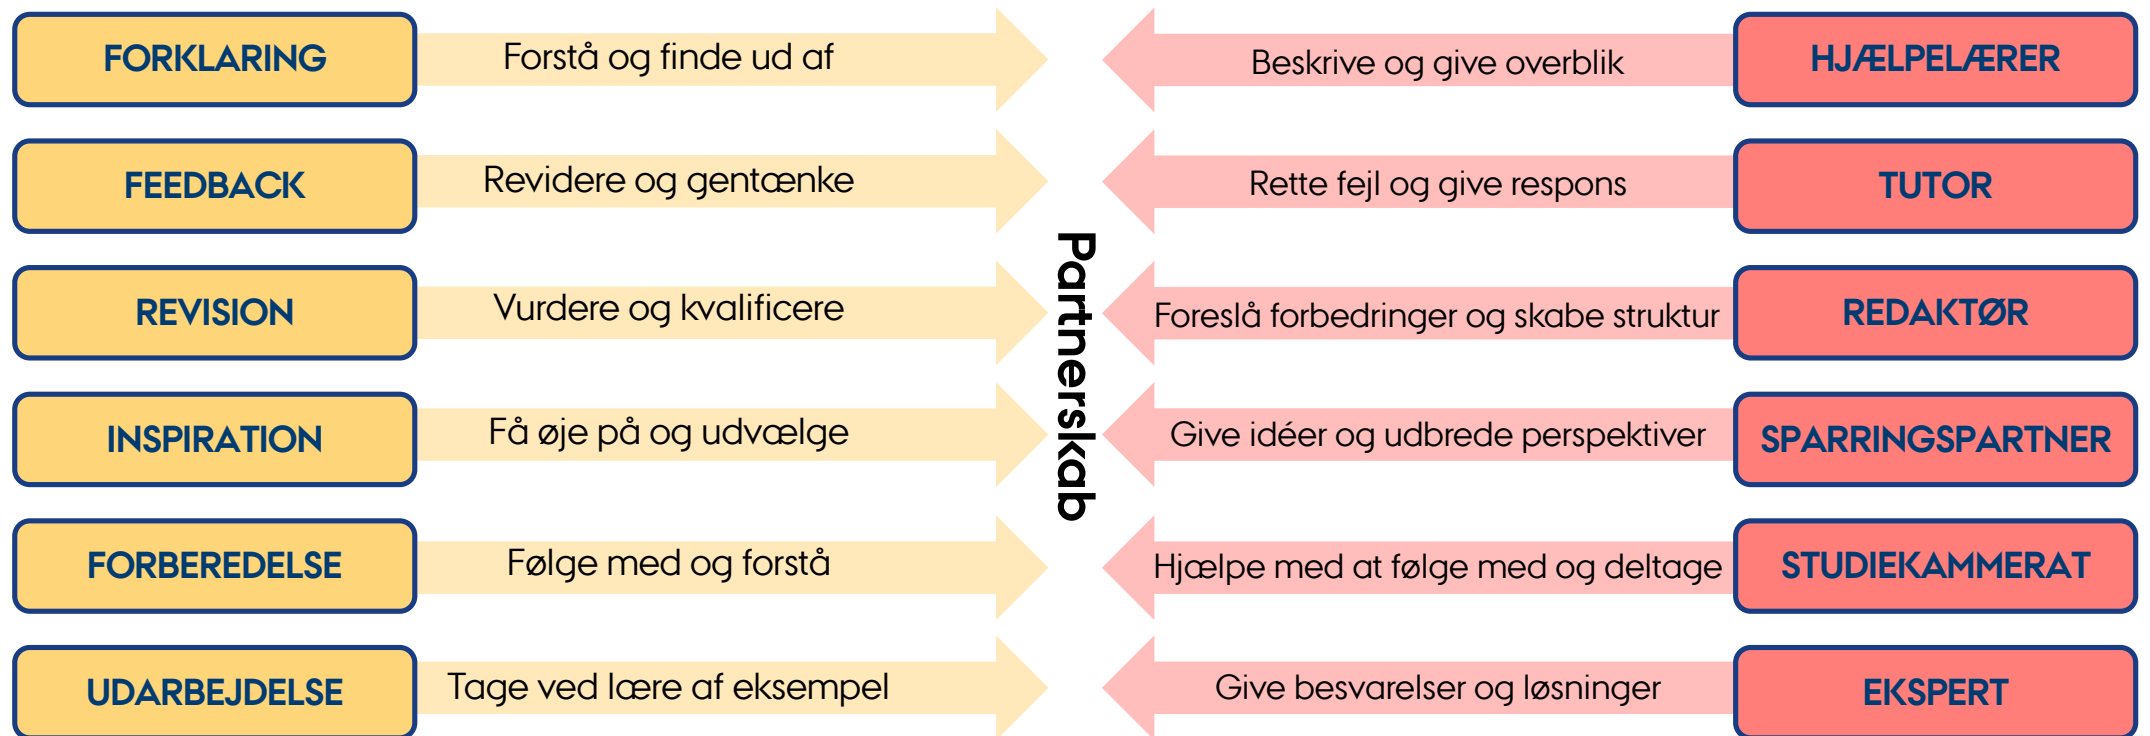 FORKLARING
Forstå og finde ud af
Beskrive og give overblik
HJÆLPELÆRER
FEEDBACK
Revidere og gentænke
Rette fejl og give respons
TUTOR
REVISION
Vurdere og kvalificere
Partnerskab
Foreslå forbedringer og skabe struktur
REDAKTØR
INSPIRATION
Få øje på og udvælge
Give idéer og udbrede perspektiver
SPARRINGSPARTNER
FORBEREDELSE
Følge med og forstå
Hjælpe med at følge med og deltage
STUDIEKAMMERAT
UDARBEJDELSE
Tage ved lære af eksempel
Give besvarelser og løsninger
EKSPERT